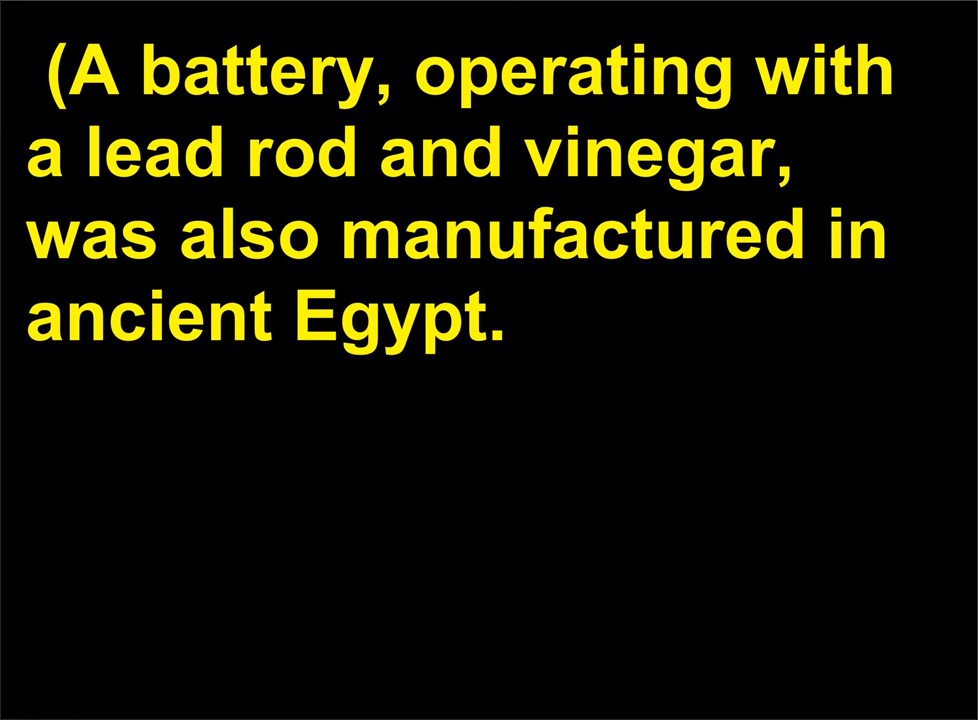 (A battery, operating with
a lead rod and vinegar,
was also manufactured in
ancient Egypt.